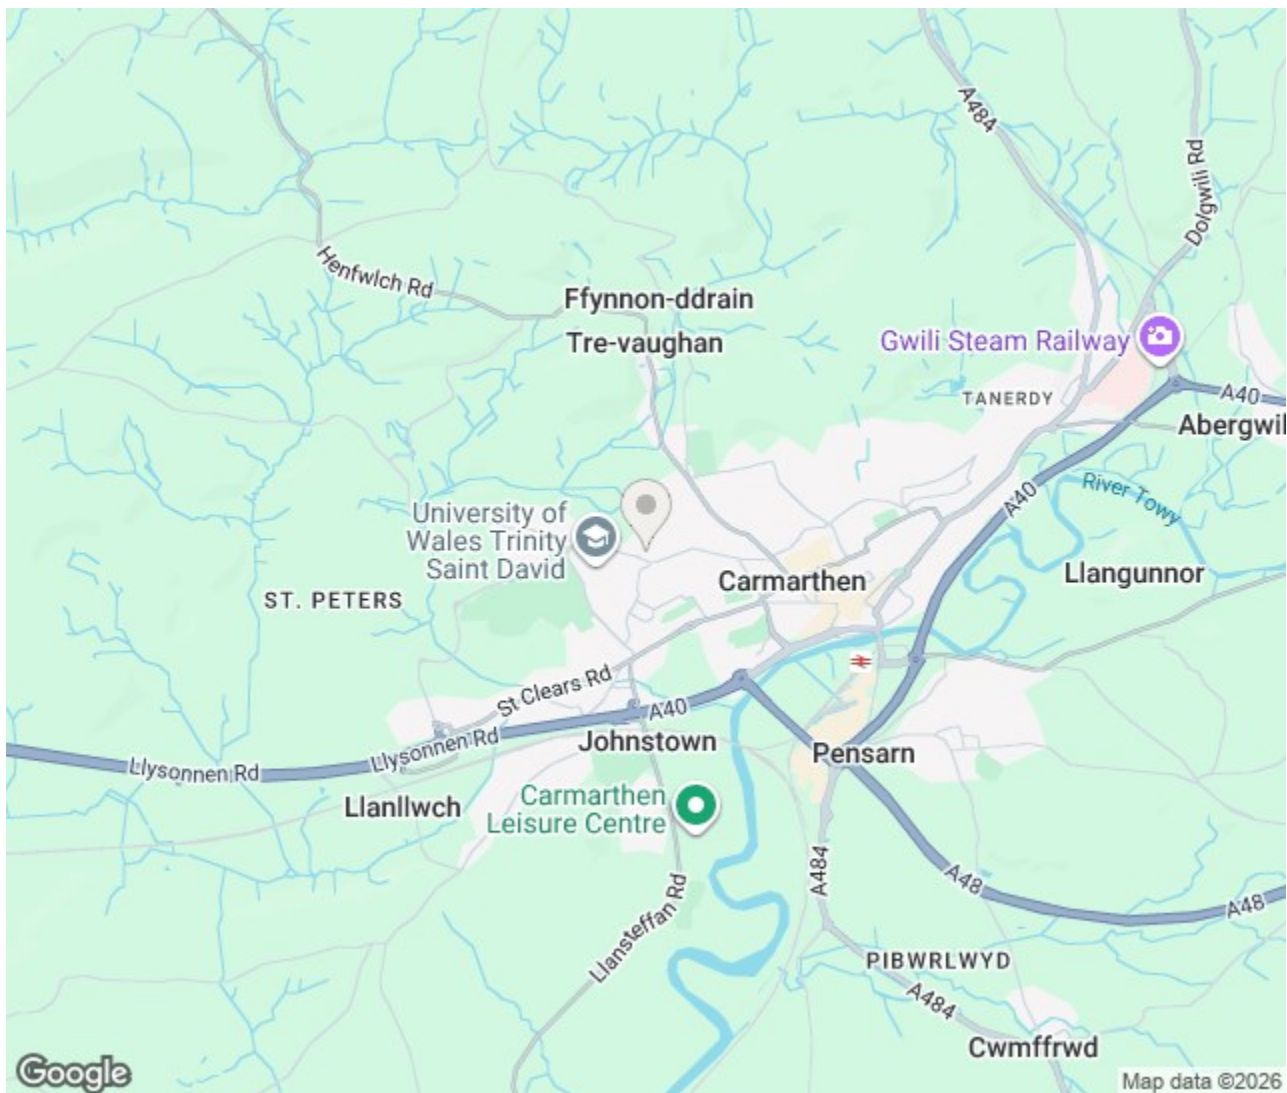 A484
Dolgwili Rd
Henfwlch Rd
Ffynnon-ddrain
Tre-vaughan
Gwili Steam Railway
TANERDY
A40
Abergwil
River Towy
A40
University of
Wales Trinity
Saint David
Carmarthen
Llangunnor
ST. PETERS
St Clears Rd
A40
Johnstown
Llysonnen Rd
Llysonnen Rd
Pensarn
Llanllwch
Carmarthen
Leisure Centre
A484
A48
A48
Llansteffan Rd
PIBWRLWYD
A484
Cwmffrwd
Google
Map data ©2026